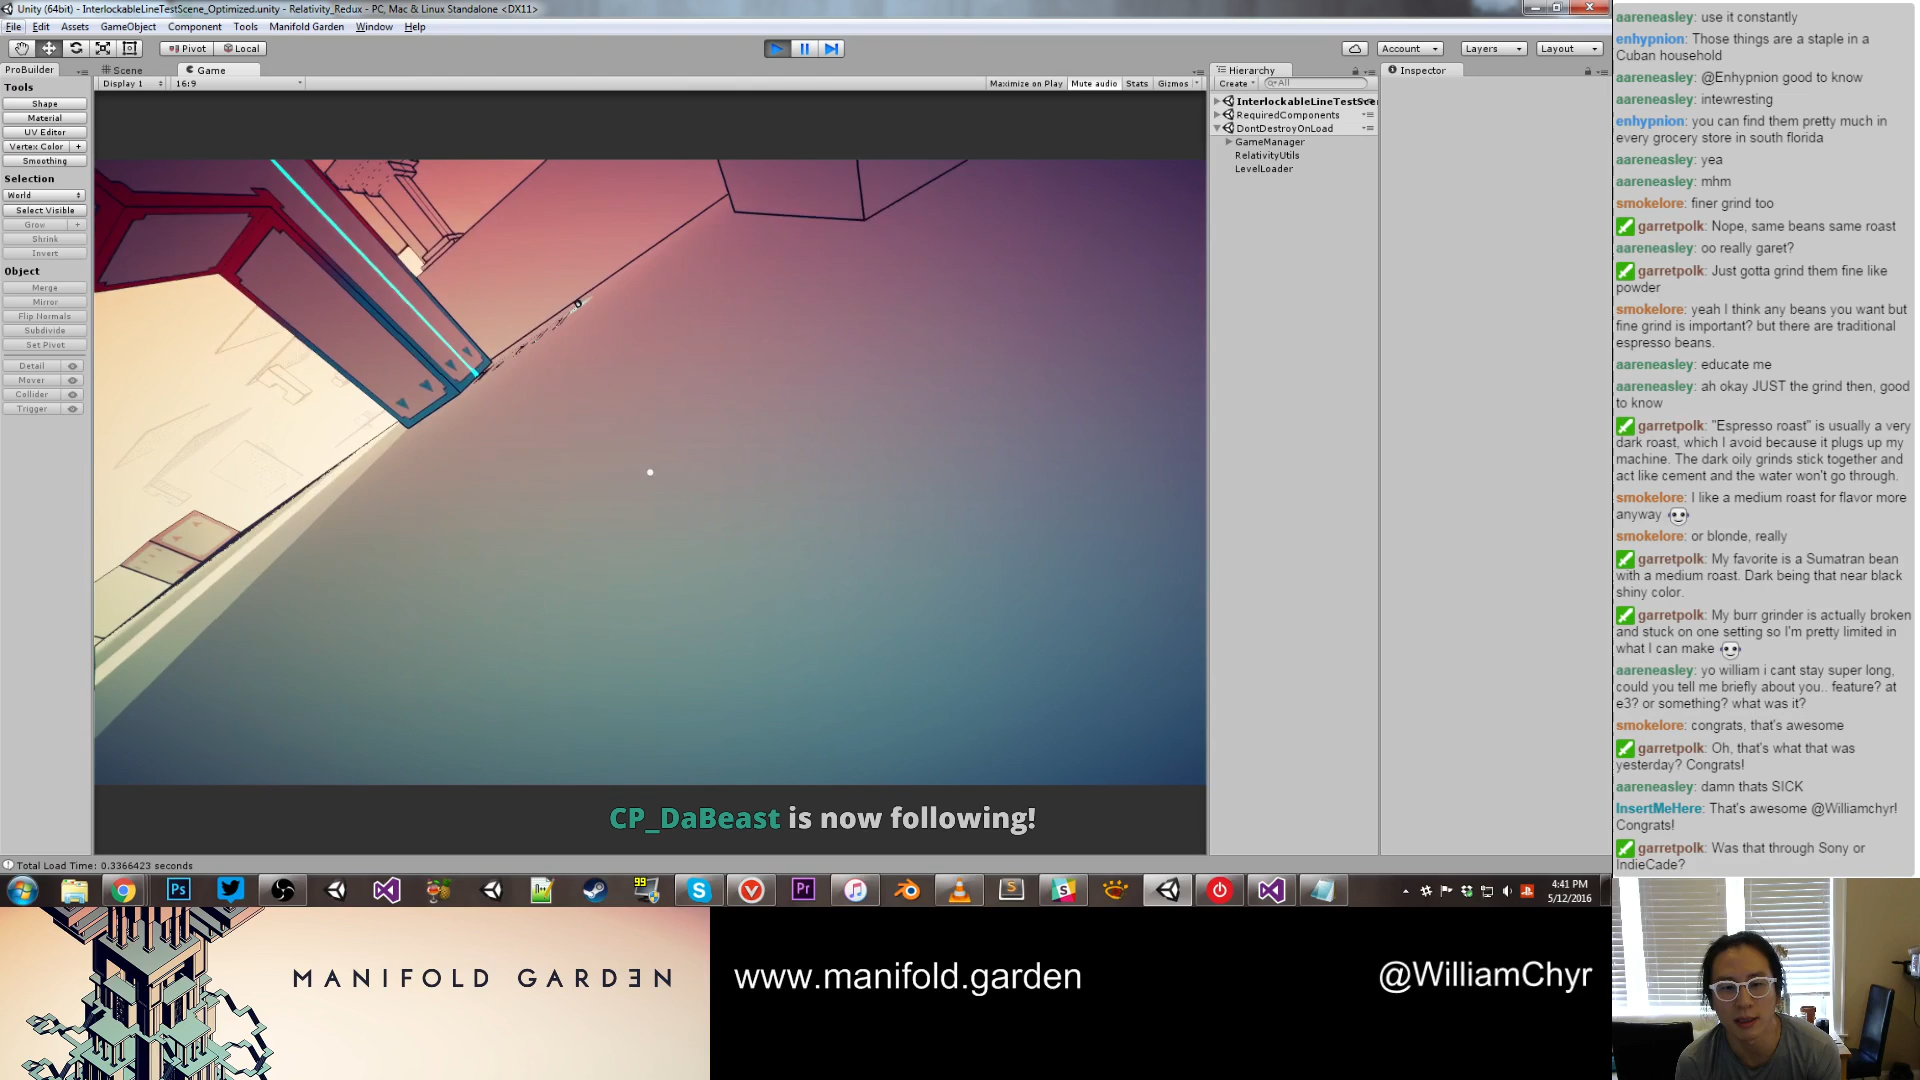 Unity (64bit) - InterlockableLineTestScene_Optimized.unity - Relativity_Redux - PC, Mac & Linux Standalone <DX11>
File Edit Assets GameObject Component Tools Manifold Garden Window Help
Pivot Local Account Layers Layout
ProBuilder Scene Game Hierarchy Inspector
Display 1 16:9 Maximize on Play Mute audio Stats Gizmos Create All
Tools
Shape
Material
UV Editor
Vertex Color +
Smoothing
Selection
World
Select Visible
Grow +
Shrink
Invert
Object
Merge
Mirror
Flip Normals
Subdivide
Set Pivot
Detail
Mover
Collider
Trigger
InterlockableLineTestScer
RequiredComponents
DontDestroyOnLoad
GameManager
RelativityUtils
LevelLoader
CP_DaBeast is now following!
Total Load Time: 0.3366423 seconds
99
4:41 PM
5/12/2016
aareneasley: use it constantly
enhypnion: Those things are a staple in a
Cuban household
aareneasley: @Enhypnion good to know
aareneasley: intewresting
enhypnion: you can find them pretty much in
every grocery store in south florida
aareneasley: yea
aareneasley: mhm
smokelore: finer grind too
garretpolk: Nope, same beans same roast
aareneasley: oo really garet?
garretpolk: Just gotta grind them fine like
powder
smokelore: yeah I think any beans you want but
fine grind is important? but there are traditional
espresso beans.
aareneasley: educate me
aareneasley: ah okay JUST the grind then, good
to know
garretpolk: "Espresso roast" is usually a very
dark roast, which I avoid because it plugs up my
machine. The dark oily grinds stick together and
act like cement and the water won't go through.
smokelore: I like a medium roast for flavor more
anyway
smokelore: or blonde, really
garretpolk: My favorite is a Sumatran bean
with a medium roast. Dark being that near black
shiny color.
garretpolk: My burr grinder is actually broken
and stuck on one setting so I'm pretty limited in
what I can make
aareneasley: yo william i cant stay super long,
could you tell me briefly about you.. feature? at
e3? or something? what was it?
smokelore: congrats, that's awesome
garretpolk: Oh, that's what that was
yesterday? Congrats!
aareneasley: damn thats SICK
InsertMeHere: That's awesome @Williamchyr!
Congrats!
garretpolk: Was that through Sony or
IndieCade?
MANIFOLD GARDƎN
www.manifold.garden
@WilliamChyr